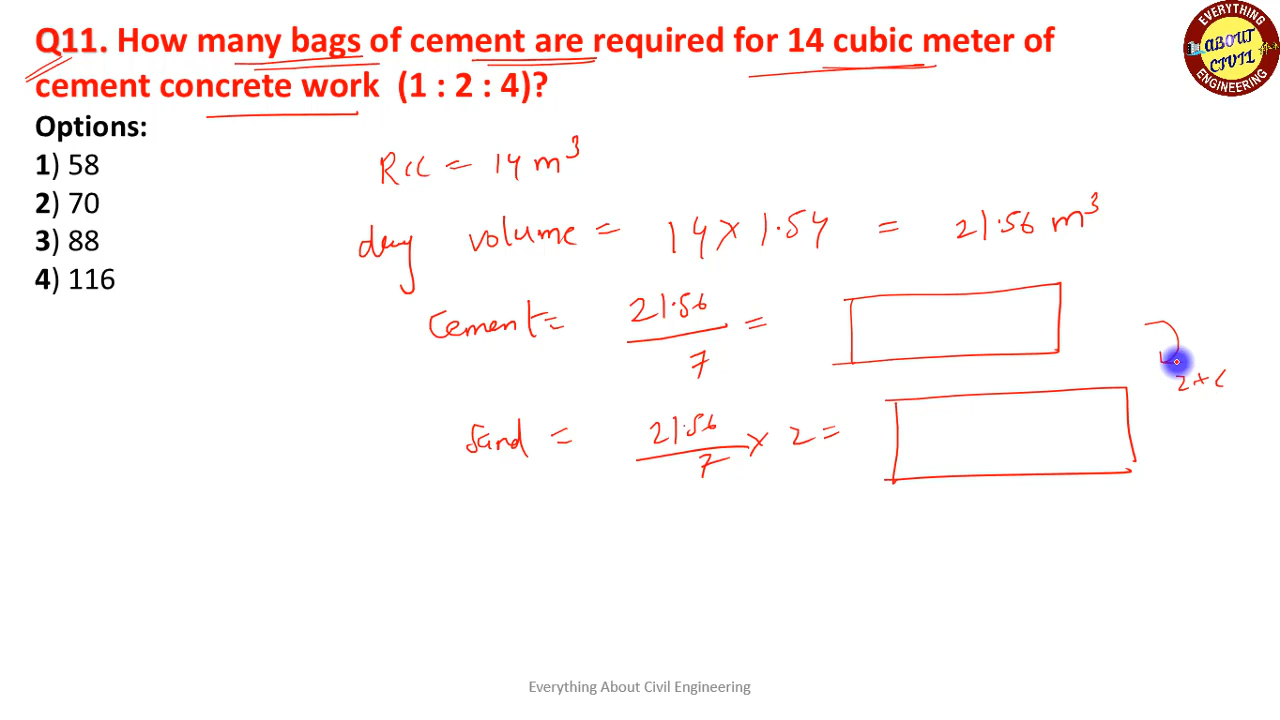 Q11. How many bags of cement are required for 14 cubic meter of
cement concrete work (1 : 2 : 4)?
EVERYTHING
ABOUT
CIVIL
ENGINEERING
Options:
1) 58
2) 70
3) 88
4) 116
RCC = 14 m³
dry volume = 14 x 1.54 = 21.56 m³
Cement = 21.56 / 7 =
Sand = 21.56 / 7 x 2 =
Everything About Civil Engineering